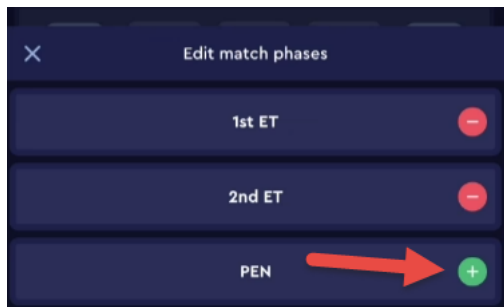 Edit match phases
1st ET
2nd ET
PEN